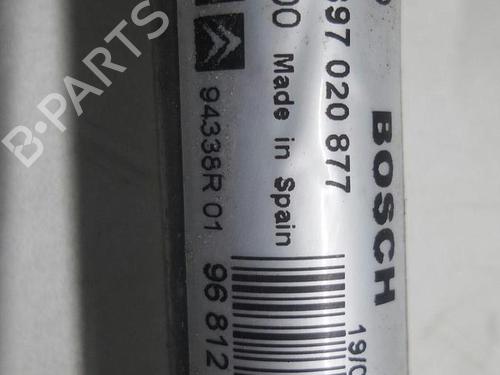 BOSCH
19/0
397 020 877
00 Made in Spain
94338R 01
96 812
B-PARTS